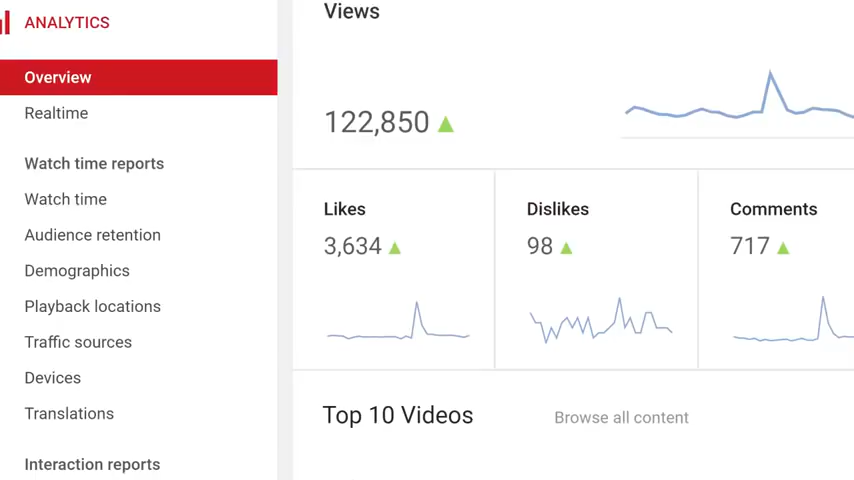 ANALYTICS
Overview
Realtime
Watch time reports
Watch time
Audience retention
Demographics
Playback locations
Traffic sources
Devices
Translations
Interaction reports
Views
122,850
Likes
3,634
Dislikes
98
Comments
717
Top 10 Videos
Browse all content